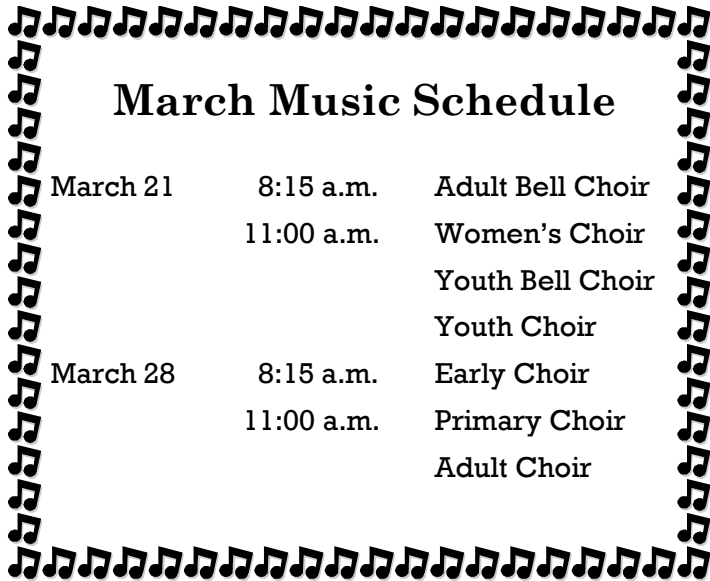 March Music Schedule
March 21 8:15 a.m. Adult Bell Choir
11:00 a.m. Women's Choir
Youth Bell Choir
Youth Choir
March 28 8:15 a.m. Early Choir
11:00 a.m. Primary Choir
Adult Choir